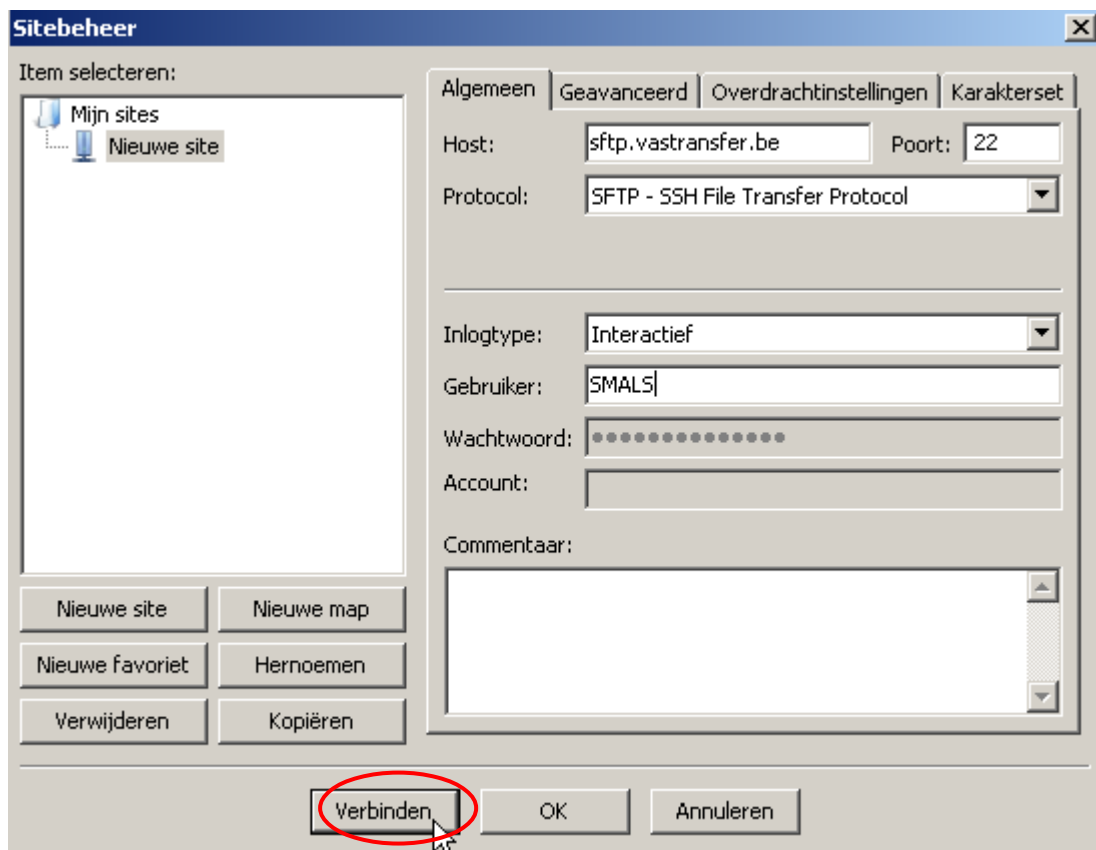 Sitebeheer
Item selecteren:
Mijn sites
Nieuwe site
Nieuwe site Nieuwe map
Nieuwe favoriet Hernoemen
Verwijderen Kopiëren
Algemeen Geavanceerd Overdrachtinstellingen Karakterset
Host: sftp.vastransfer.be Poort: 22
Protocol: SFTP - SSH File Transfer Protocol
Inlogtype: Interactief
Gebruiker: SMALS
Wachtwoord: ●●●●●●●●●●●●●●
Account:
Commentaar:
Verbinden OK Annuleren